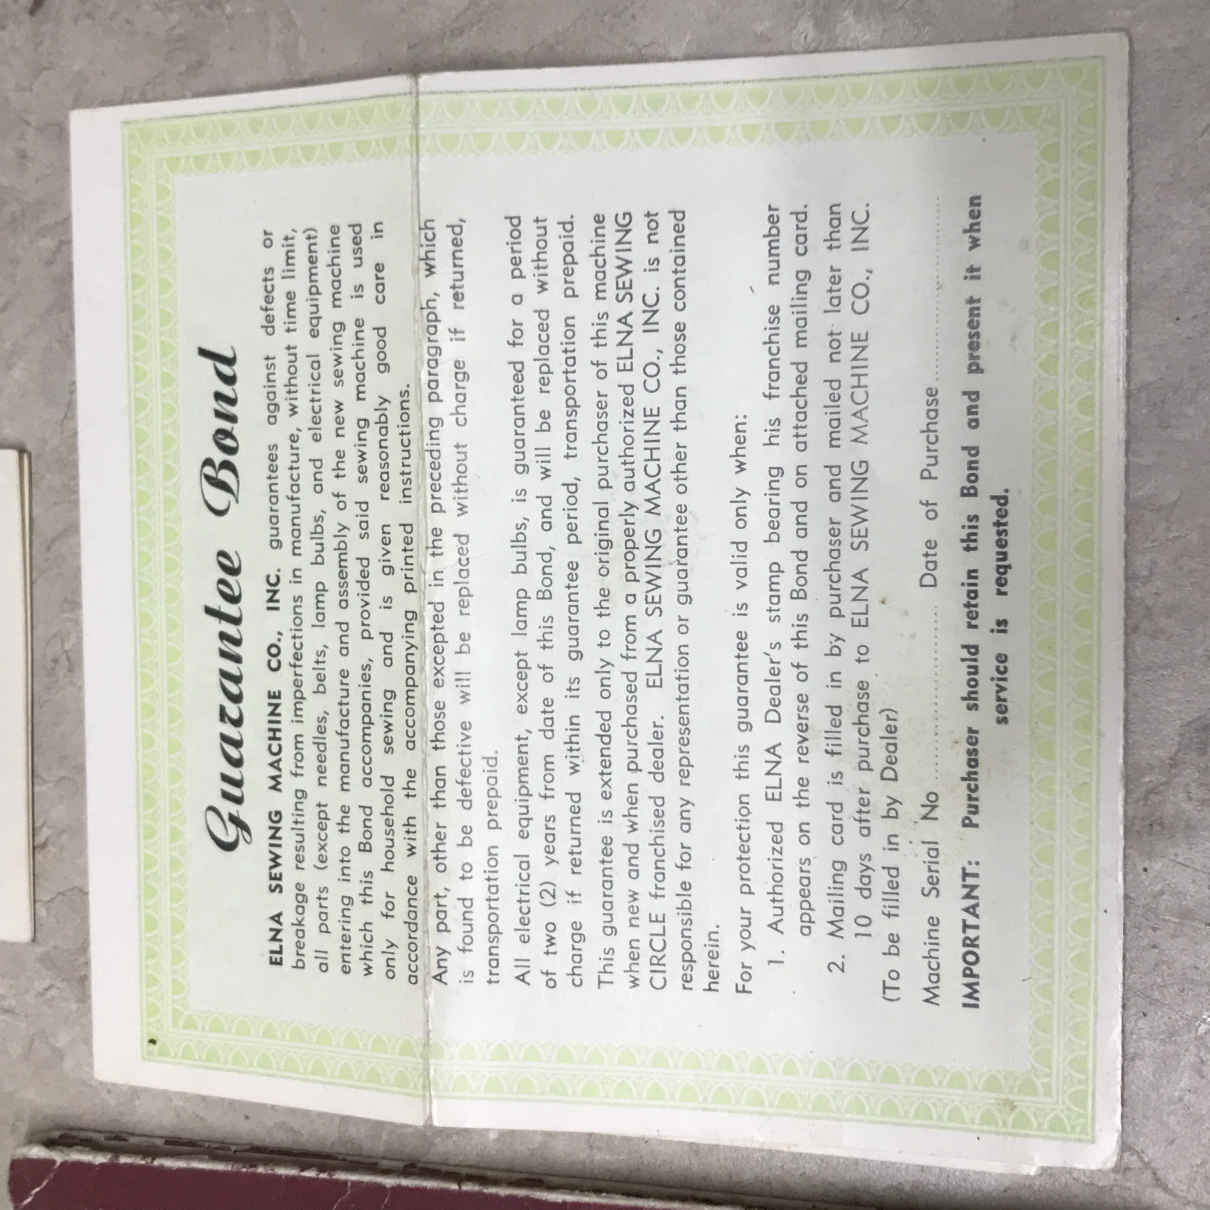 Guarantee Bond
ELNA SEWING MACHINE CO., INC. guarantees against defects or
breakage resulting from imperfections in manufacture, without time limit,
all parts (except needles, belts, lamp bulbs, and electrical equipment)
entering into the manufacture and assembly of the new sewing machine
which this Bond accompanies, provided said sewing machine is used
only for household sewing and is given reasonably good care in
accordance with the accompanying printed instructions.
Any part, other than those excepted in the preceding paragraph, which
is found to be defective will be replaced without charge if returned,
transportation prepaid.
All electrical equipment, except lamp bulbs, is guaranteed for a period
of two (2) years from date of this Bond, and will be replaced without
charge if returned within its guarantee period, transportation prepaid.
This guarantee is extended only to the original purchaser of this machine
when new and when purchased from a properly authorized ELNA SEWING
CIRCLE franchised dealer. ELNA SEWING MACHINE CO., INC. is not
responsible for any representation or guarantee other than those contained
herein.
For your protection this guarantee is valid only when:
1. Authorized ELNA Dealer's stamp bearing his franchise number
appears on the reverse of this Bond and on attached mailing card.
2. Mailing card is filled in by purchaser and mailed not later than
10 days after purchase to ELNA SEWING MACHINE CO., INC.
(To be filled in by Dealer)
Machine Serial No ........................ Date of Purchase ........................
IMPORTANT: Purchaser should retain this Bond and present it when
service is requested.